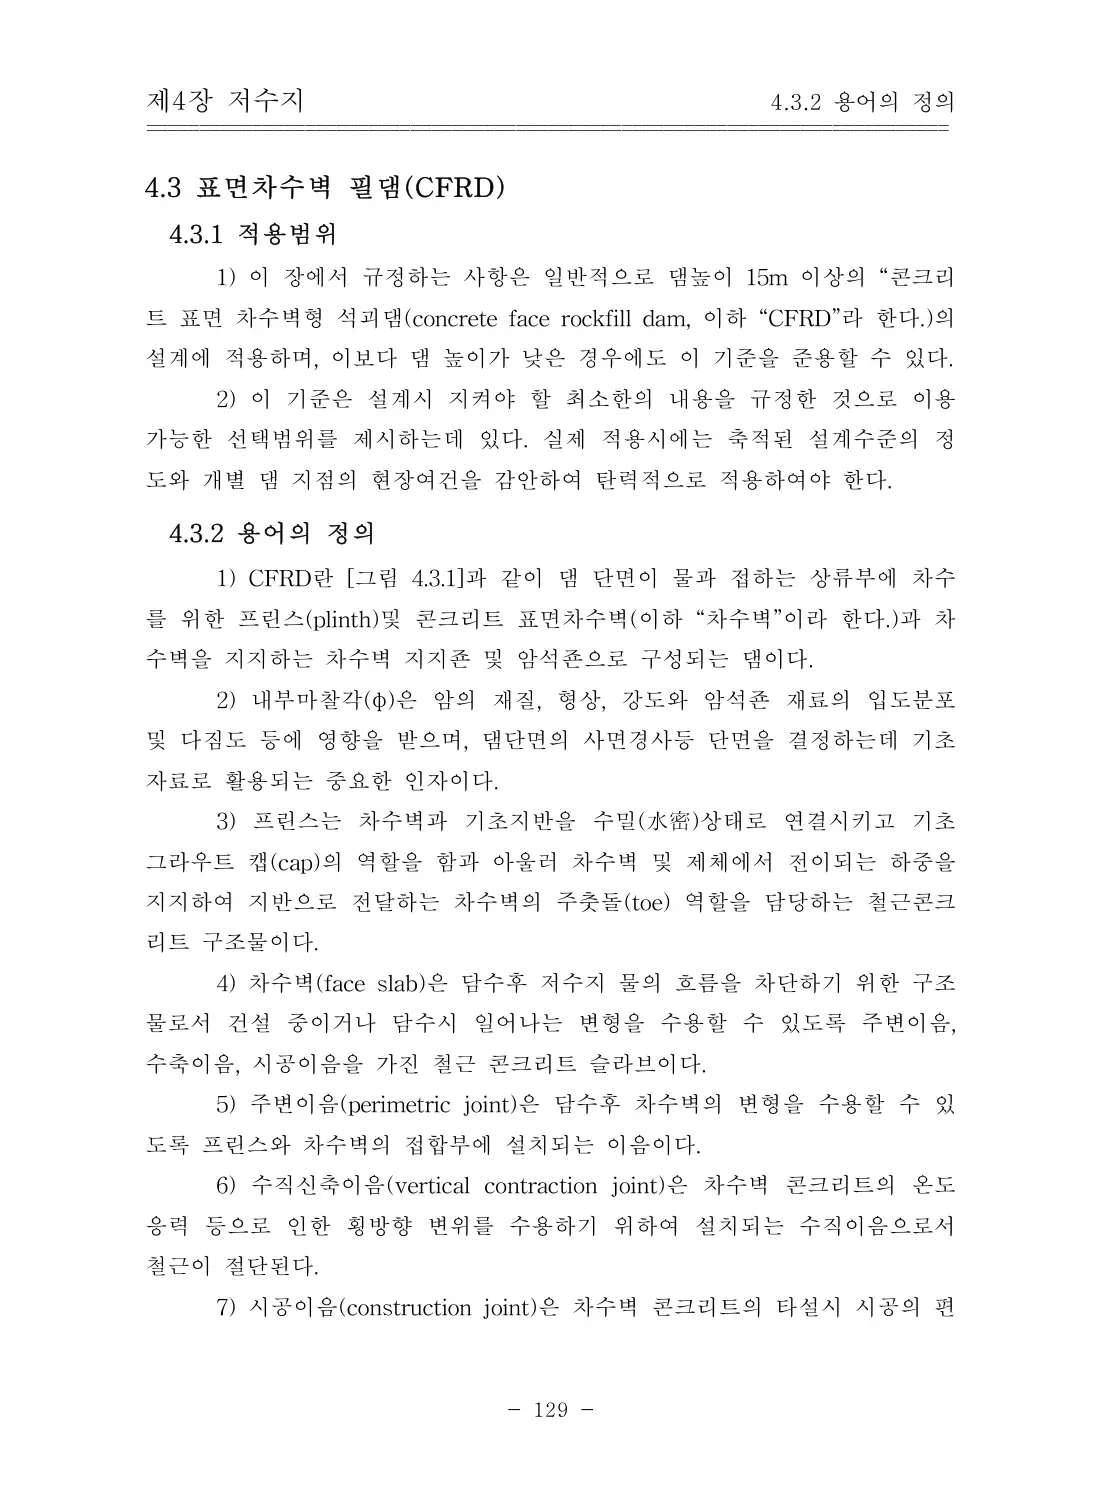 제4장 저수지
4.3.2 용어의 정의
4.3 표면차수벽 필댐(CFRD)
4.3.1 적용범위
1) 이 장에서 규정하는 사항은 일반적으로 댐높이 15m 이상의 “콘크리
트 표면 차수벽형 석괴댐(concrete face rockfill dam, 이하 “CFRD”라 한다.)의
설계에 적용하며, 이보다 댐 높이가 낮은 경우에도 이 기준을 준용할 수 있다.
2) 이 기준은 설계시 지켜야 할 최소한의 내용을 규정한 것으로 이용
가능한 선택범위를 제시하는데 있다. 실제 적용시에는 축적된 설계수준의 정
도와 개별 댐 지점의 현장여건을 감안하여 탄력적으로 적용하여야 한다.
4.3.2 용어의 정의
1) CFRD란 [그림 4.3.1]과 같이 댐 단면이 물과 접하는 상류부에 차수
를 위한 프린스(plinth)및 콘크리트 표면차수벽(이하 “차수벽”이라 한다.)과 차
수벽을 지지하는 차수벽 지지죤 및 암석죤으로 구성되는 댐이다.
2) 내부마찰각(φ)은 암의 재질, 형상, 강도와 암석죤 재료의 입도분포
및 다짐도 등에 영향을 받으며, 댐단면의 사면경사등 단면을 결정하는데 기초
자료로 활용되는 중요한 인자이다.
3) 프린스는 차수벽과 기초지반을 수밀(水密)상태로 연결시키고 기초
그라우트 캡(cap)의 역할을 함과 아울러 차수벽 및 제체에서 전이되는 하중을
지지하여 지반으로 전달하는 차수벽의 주춧돌(toe) 역할을 담당하는 철근콘크
리트 구조물이다.
4) 차수벽(face slab)은 담수후 저수지 물의 흐름을 차단하기 위한 구조
물로서 건설 중이거나 담수시 일어나는 변형을 수용할 수 있도록 주변이음,
수축이음, 시공이음을 가진 철근 콘크리트 슬라브이다.
5) 주변이음(perimetric joint)은 담수후 차수벽의 변형을 수용할 수 있
도록 프린스와 차수벽의 접합부에 설치되는 이음이다.
6) 수직신축이음(vertical contraction joint)은 차수벽 콘크리트의 온도
응력 등으로 인한 횡방향 변위를 수용하기 위하여 설치되는 수직이음으로서
철근이 절단된다.
7) 시공이음(construction joint)은 차수벽 콘크리트의 타설시 시공의 편
- 129 -